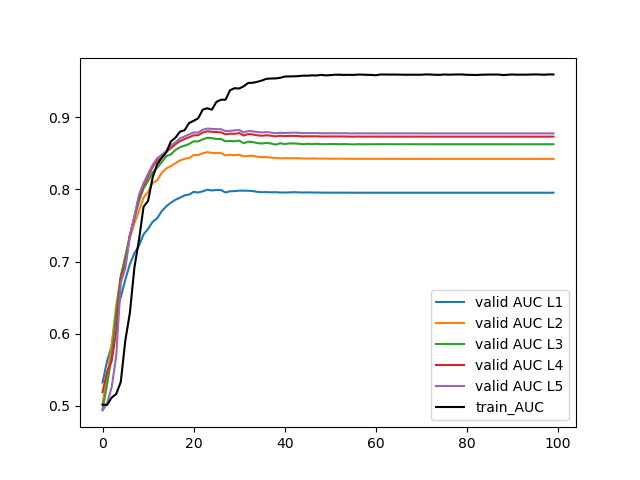 0.9
0.8
0.7
0.6
0.5
0 20 40 60 80 100
valid AUC L1
valid AUC L2
valid AUC L3
valid AUC L4
valid AUC L5
train_AUC